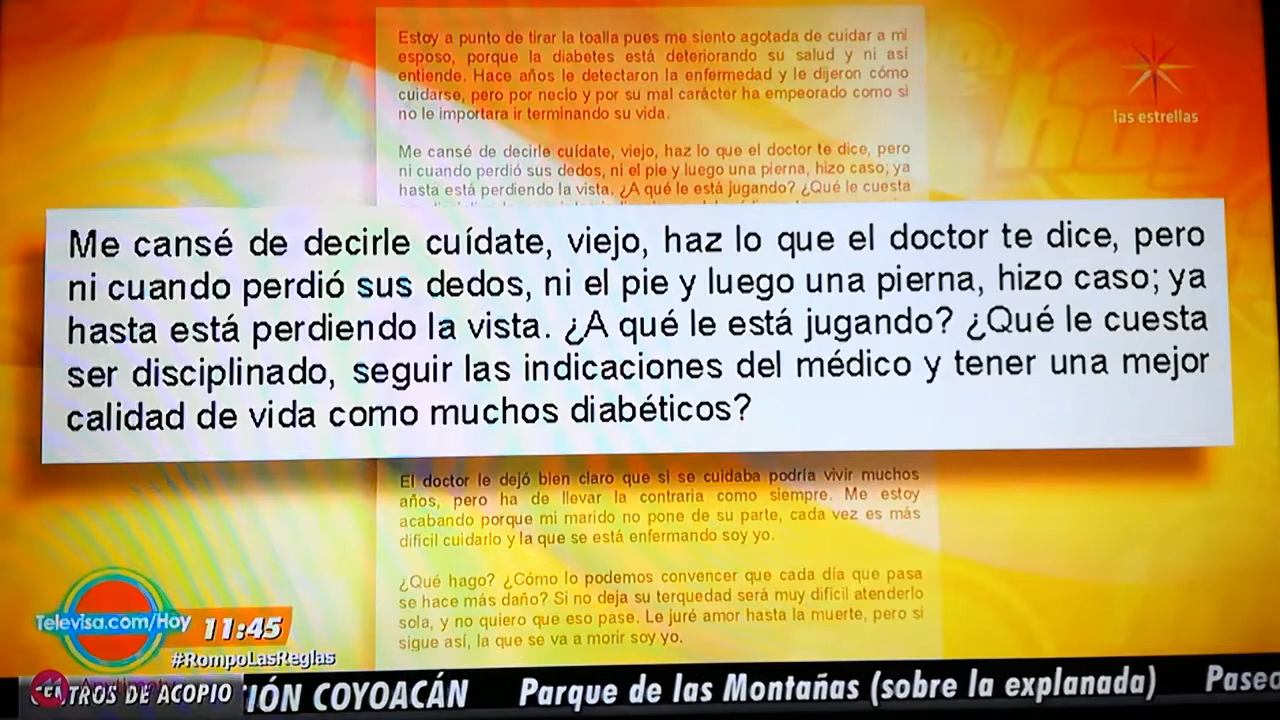 Estoy a punto de tirar la toalla pues me siento agotada de cuidar a mi
esposo, porque la diabetes está deteriorando su salud y ni así
entiende. Hace años le detectaron la enfermedad y le dijeron cómo
cuidarse, pero por necio y por su mal carácter ha empeorado como si
no le importara ir terminando su vida.
las estrellas
Me cansé de decirle cuídate, viejo, haz lo que el doctor te dice, pero
ni cuando perdió sus dedos, ni el pie y luego una pierna, hizo caso; ya
hasta está perdiendo la vista. ¿A qué le está jugando? ¿Qué le cuesta
Me cansé de decirle cuídate, viejo, haz lo que el doctor te dice, pero
ni cuando perdió sus dedos, ni el pie y luego una pierna, hizo caso; ya
hasta está perdiendo la vista. ¿A qué le está jugando? ¿Qué le cuesta
ser disciplinado, seguir las indicaciones del médico y tener una mejor
calidad de vida como muchos diabéticos?
El doctor le dejó bien claro que si se cuidaba podría vivir muchos
años, pero ha de llevar la contraria como siempre. Me estoy
acabando porque mi marido no pone de su parte, cada vez es más
difícil cuidarlo y la que se está enfermando soy yo.
¿Qué hago? ¿Cómo lo podemos convencer que cada día que pasa
se hace más daño? Si no deja su terquedad será muy difícil atenderlo
sola, y no quiero que eso pase. Le juré amor hasta la muerte, pero si
sigue así, la que se va a morir soy yo.
Televisa.com/Hoy 11:45
#RompoLasReglas
CENTROS DE ACOPIO IÓN COYOACÁN Parque de las Montañas (sobre la explanada) Paseo